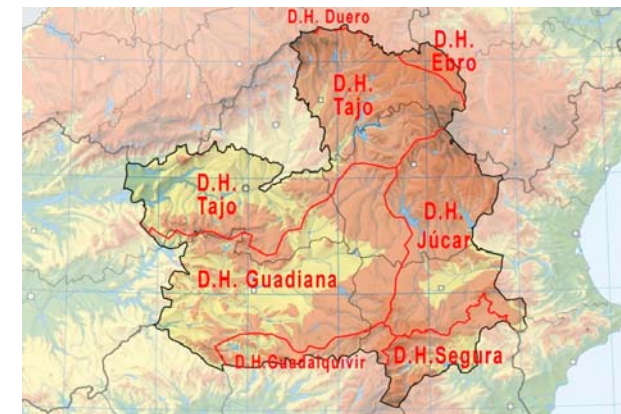 D.H. Duero
D.H.
Ebro
D.H.
Tajo
D.H.
Tajo
D.H.
Júcar
D.H. Guadiana
D.H.Guadalquivir
D.H.Segura